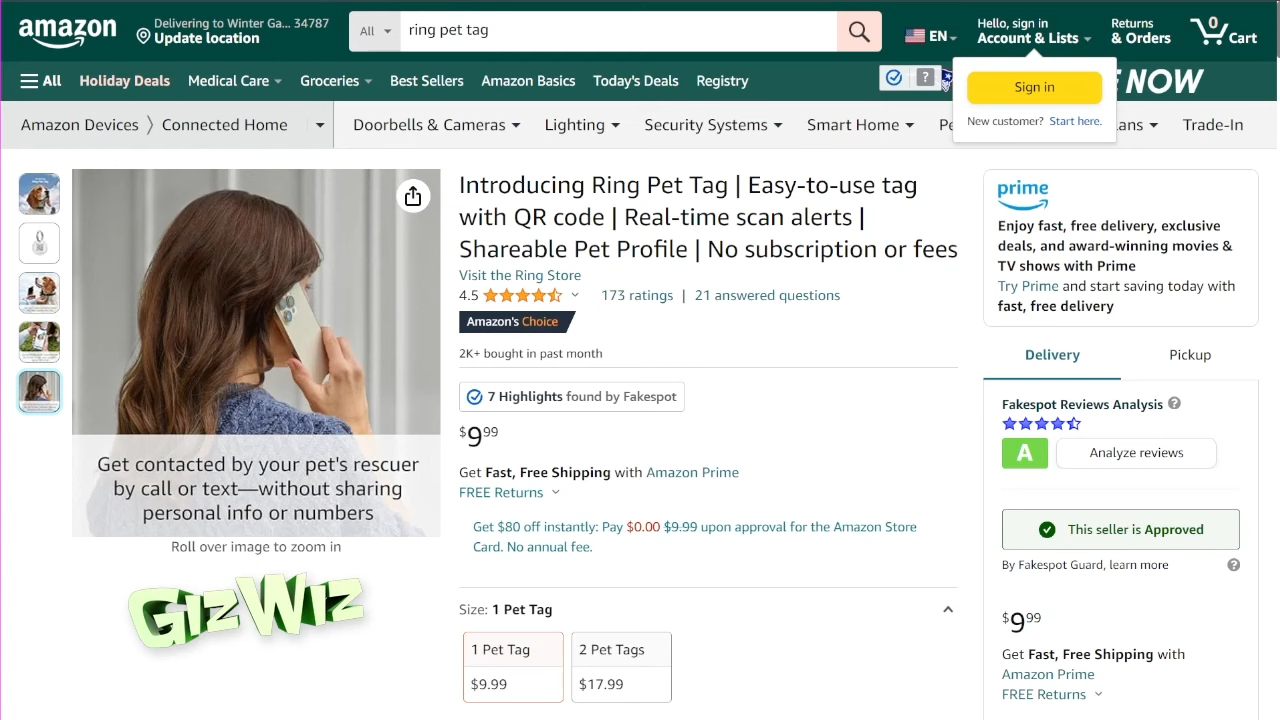 amazon
Delivering to Winter Ga... 34787
Update location
All
ring pet tag
EN
Hello, sign in
Account & Lists
Returns
& Orders
0
Cart
All
Holiday Deals
Medical Care
Groceries
Best Sellers
Amazon Basics
Today's Deals
Registry
?
NOW
Sign in
New customer? Start here.
Amazon Devices
Connected Home
Doorbells & Cameras
Lighting
Security Systems
Smart Home
Trade-In
Introducing Ring Pet Tag | Easy-to-use tag
with QR code | Real-time scan alerts |
Shareable Pet Profile | No subscription or fees
Visit the Ring Store
4.5
173 ratings | 21 answered questions
Amazon's Choice
2K+ bought in past month
7 Highlights found by Fakespot
$9.99
Get Fast, Free Shipping with Amazon Prime
FREE Returns
Get $80 off instantly: Pay $0.00 $9.99 upon approval for the Amazon Store
Card. No annual fee.
Size: 1 Pet Tag
1 Pet Tag
$9.99
2 Pet Tags
$17.99
Get contacted by your pet's rescuer
by call or text—without sharing
personal info or numbers
Roll over image to zoom in
GizWiz
prime
Enjoy fast, free delivery, exclusive
deals, and award-winning movies &
TV shows with Prime
Try Prime and start saving today with
fast, free delivery
Delivery
Pickup
Fakespot Reviews Analysis ?
A
Analyze reviews
This seller is Approved
By Fakespot Guard, learn more ?
$9.99
Get Fast, Free Shipping with
Amazon Prime
FREE Returns